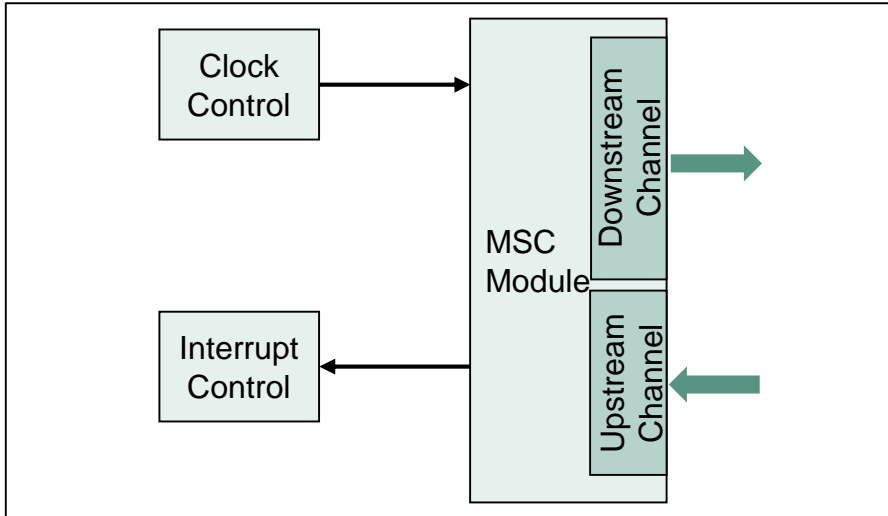 Clock
Control
MSC
Module
Downstream
Channel
Interrupt
Control
Upstream
Channel